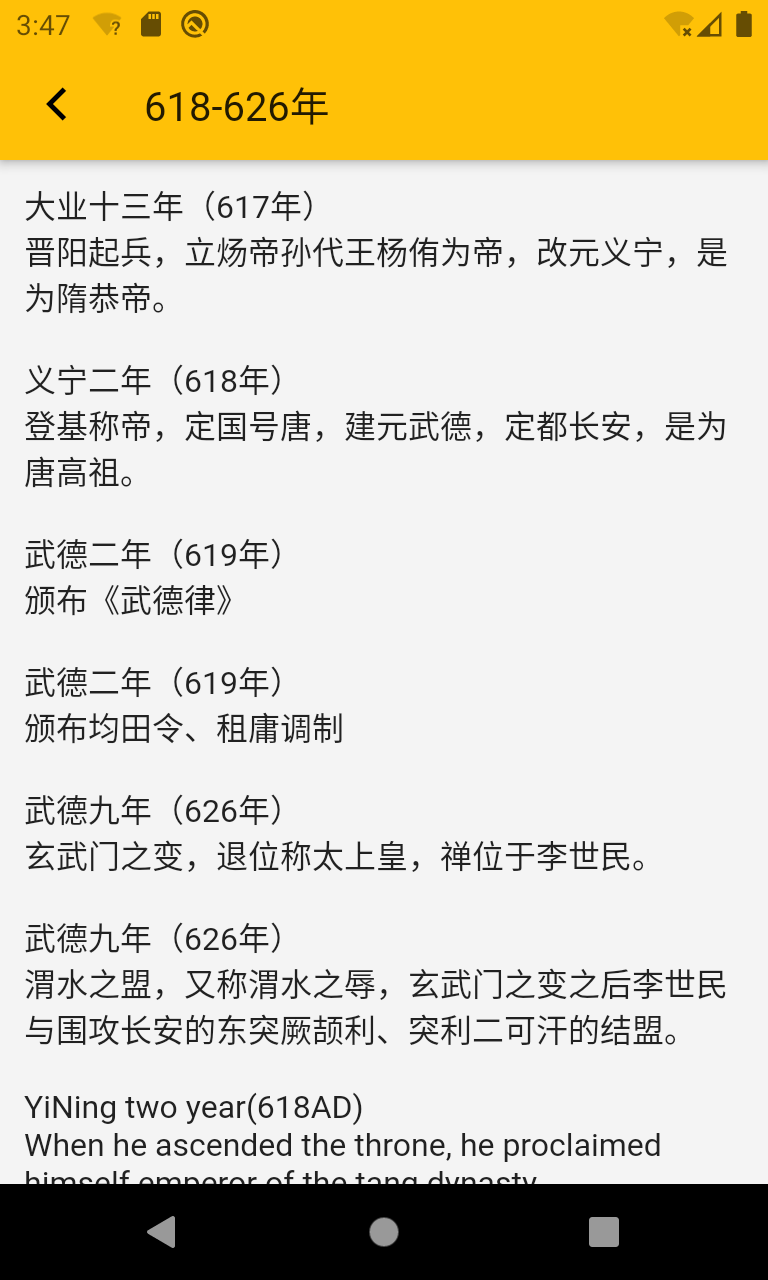 3:47
618-626年
大业十三年（617年）
晋阳起兵，立炀帝孙代王杨侑为帝，改元义宁，是
为隋恭帝。
义宁二年（618年）
登基称帝，定国号唐，建元武德，定都长安，是为
唐高祖。
武德二年（619年）
颁布《武德律》
武德二年（619年）
颁布均田令、租庸调制
武德九年（626年）
玄武门之变，退位称太上皇，禅位于李世民。
武德九年（626年）
渭水之盟，又称渭水之辱，玄武门之变之后李世民
与围攻长安的东突厥颉利、突利二可汗的结盟。
YiNing two year(618AD)
When he ascended the throne, he proclaimed
himself emperor of the tang dynasty